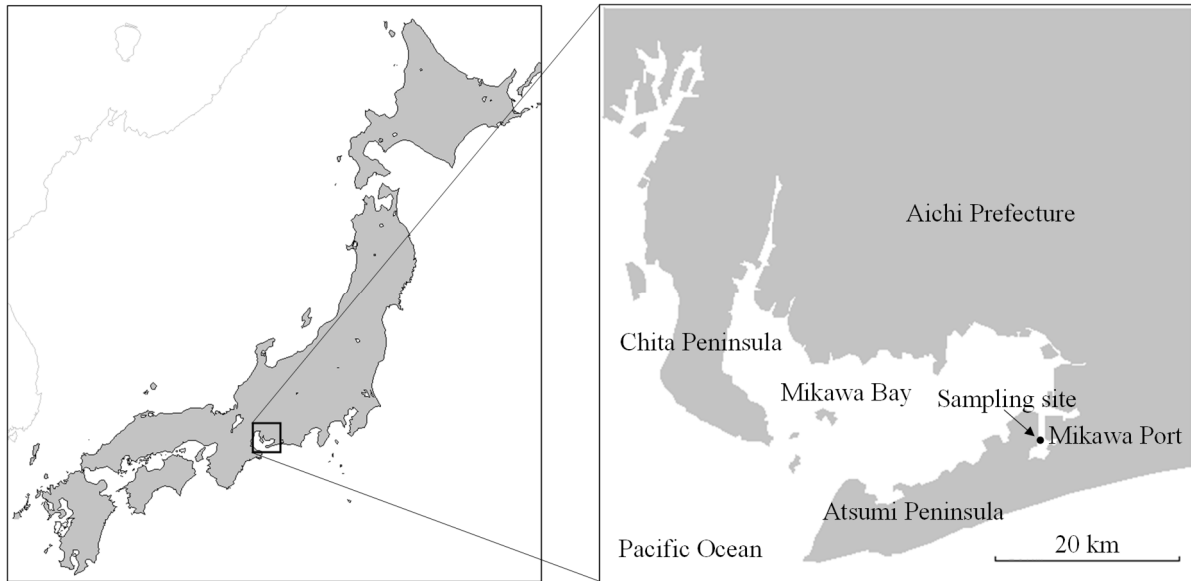 Aichi Prefecture
Chita Peninsula
Mikawa Bay
Sampling site
Mikawa Port
Atsumi Peninsula
Pacific Ocean
20 km